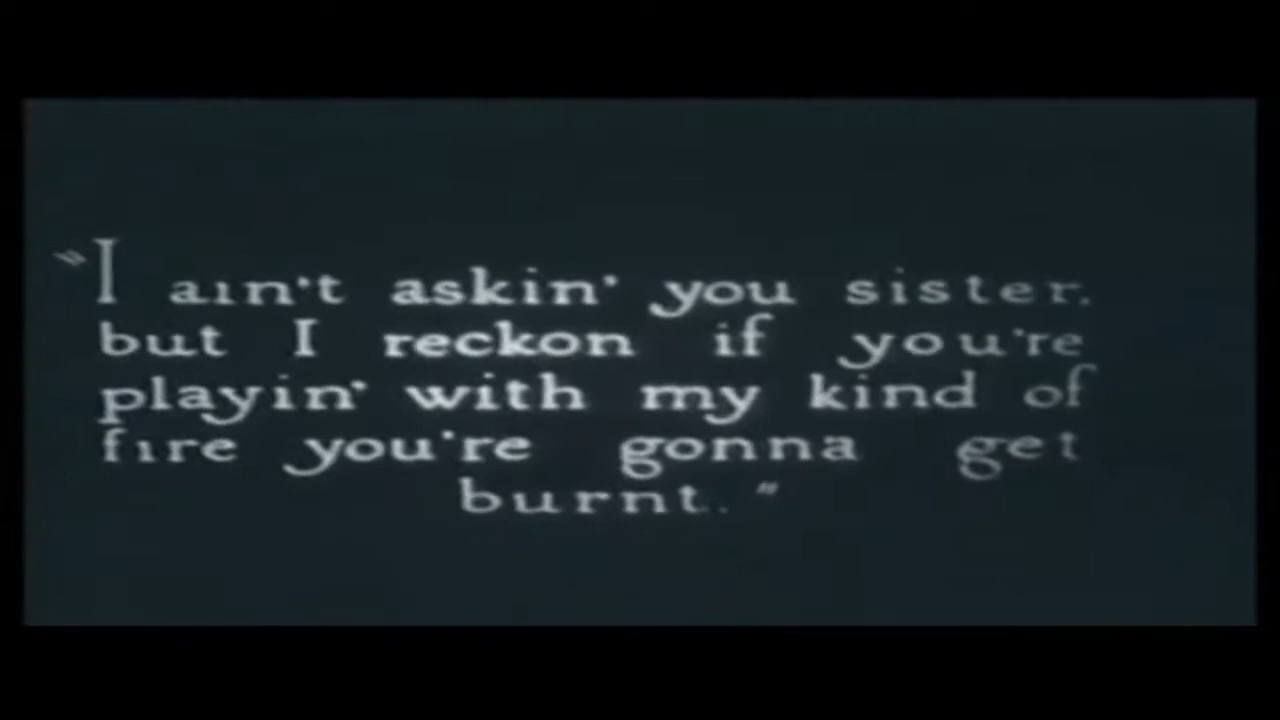 "I ain't askin' you sister,
but I reckon if you're
playin' with my kind of
fire you're gonna get
burnt.."